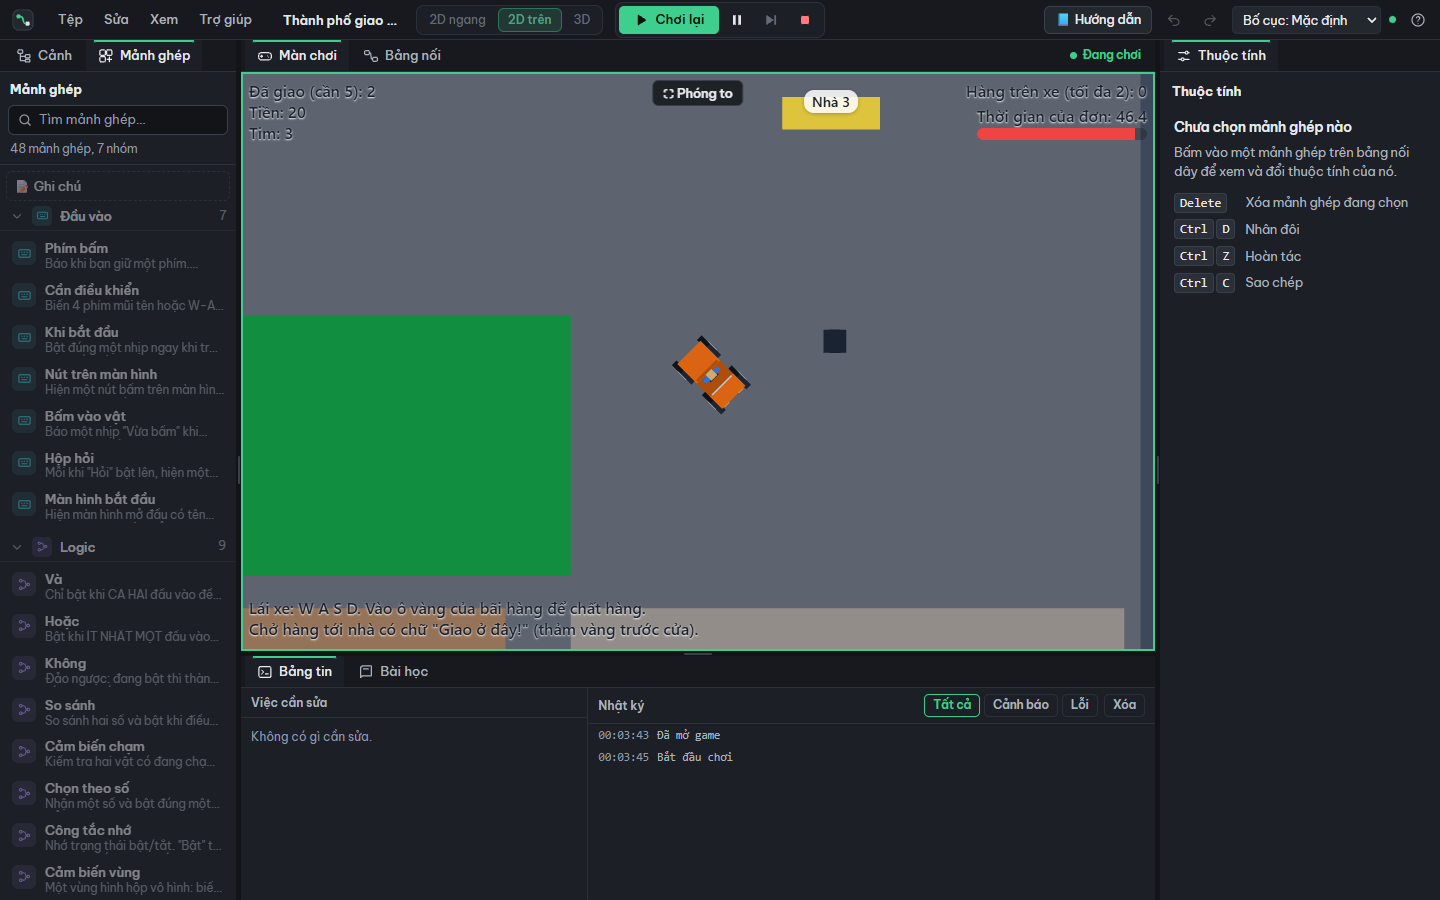 Tệp Sửa Xem Trợ giúp Thành phố giao ... 2D ngang 2D trên 3D Chơi lại Hướng dẫn Bố cục: Mặc định
Cảnh Mảnh ghép
Mảnh ghép
Tìm mảnh ghép...
48 mảnh ghép, 7 nhóm
Ghi chú
Đầu vào 7
Phím bấm
Báo khi bạn giữ một phím....
Cần điều khiển
Biến 4 phím mũi tên hoặc W-A...
Khi bắt đầu
Bật đúng một nhịp ngay khi tr...
Nút trên màn hình
Hiện một nút bấm trên màn hìn...
Bấm vào vật
Báo một nhịp "Vừa bấm" khi...
Hộp hỏi
Mỗi khi "Hỏi" bật lên, hiện một...
Màn hình bắt đầu
Hiện màn hình mở đầu có tên...
Logic 9
Và
Chỉ bật khi CẢ HAI đầu vào đề...
Hoặc
Bật khi ÍT NHẤT MỘT đầu vào...
Không
Đảo ngược: đang bật thì thàn...
So sánh
So sánh hai số và bật khi điều...
Cảm biến chạm
Kiểm tra hai vật có đang chạ...
Chọn theo số
Nhận một số và bật đúng một...
Công tắc nhớ
Nhớ trạng thái bật/tắt. "Bật" t...
Cảm biến vùng
Một vùng hình hộp vô hình: biế...
Màn chơi Bảng nối Đang chơi
Đã giao (cần 5): 2
Tiền: 20
Tim: 3
Phóng to
Nhà 3
Hàng trên xe (tối đa 2): 0
Thời gian của đơn: 46.4
Lái xe: W A S D. Vào ô vàng của bãi hàng để chất hàng.
Chở hàng tới nhà có chữ "Giao ở đây!" (thảm vàng trước cửa).
Bảng tin Bài học
Việc cần sửa
Không có gì cần sửa.
Nhật ký Tất cả Cảnh báo Lỗi Xóa
00:03:43 Đã mở game
00:03:45 Bắt đầu chơi
Thuộc tính
Thuộc tính
Chưa chọn mảnh ghép nào
Bấm vào một mảnh ghép trên bảng nối
dây để xem và đổi thuộc tính của nó.
Delete Xóa mảnh ghép đang chọn
Ctrl D Nhân đôi
Ctrl Z Hoàn tác
Ctrl C Sao chép